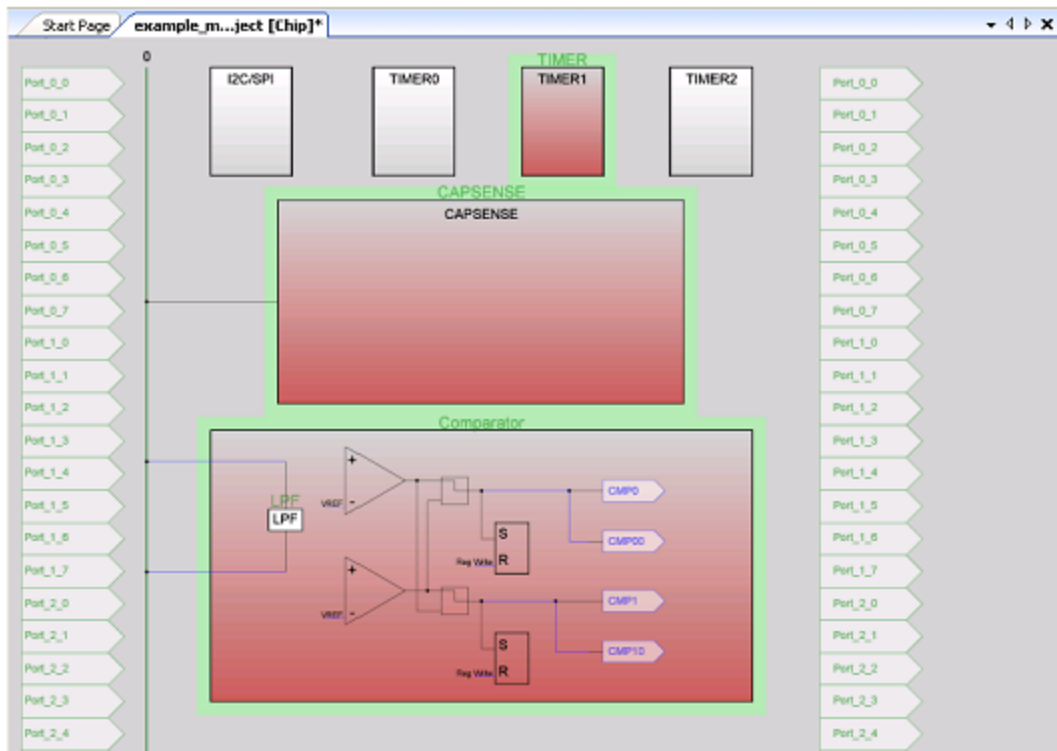 Start Page
example_m...ject [Chip]*
0
TIMER
I2C/SPI
TIMER0
TIMER1
TIMER2
Port_0_0
Port_0_1
Port_0_2
Port_0_3
Port_0_4
Port_0_5
Port_0_6
Port_0_7
Port_1_0
Port_1_1
Port_1_2
Port_1_3
Port_1_4
Port_1_5
Port_1_6
Port_1_7
Port_2_0
Port_2_1
Port_2_2
Port_2_3
Port_2_4
CAPSENSE
CAPSENSE
Comparator
LPF
LPF
+
VREF -
CMP0
CMP00
S
Reg Write R
+
VREF -
CMP1
CMP10
S
Reg Write R
Port_0_0
Port_0_1
Port_0_2
Port_0_3
Port_0_4
Port_0_5
Port_0_6
Port_0_7
Port_1_0
Port_1_1
Port_1_2
Port_1_3
Port_1_4
Port_1_5
Port_1_6
Port_1_7
Port_2_0
Port_2_1
Port_2_2
Port_2_3
Port_2_4